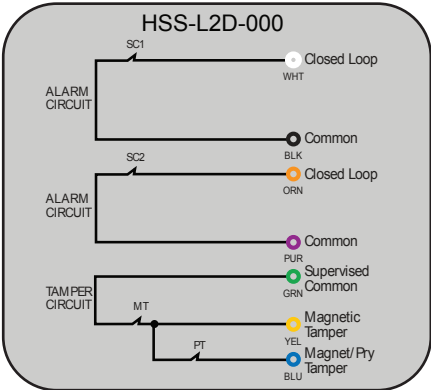 HSS-L2D-000
SC1
Closed Loop
WHT
ALARM
CIRCUIT
Common
BLK
SC2
Closed Loop
ORN
ALARM
CIRCUIT
Common
PUR
Supervised
Common
GRN
TAMPER
CIRCUIT
MT
Magnetic
Tamper
YEL
PT
Magnet/Pry
Tamper
BLU